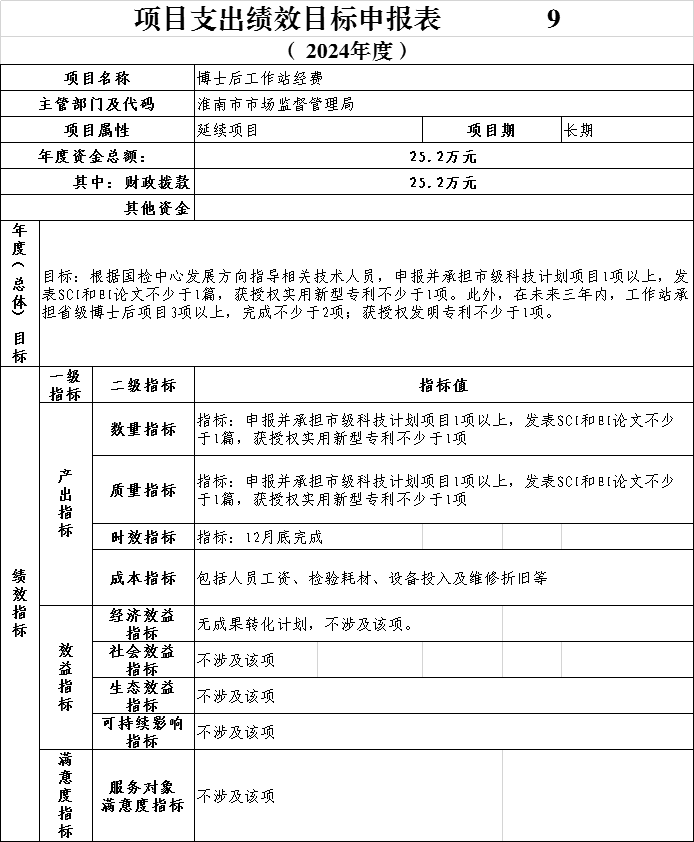 项目支出绩效目标申报表 9
（ 2024年度 ）
项目名称 博士后工作站经费
主管部门及代码 淮南市市场监督管理局
项目属性 延续项目 项目期 长期
年度资金总额： 25.2万元
其中：财政拨款 25.2万元
其他资金
年度（总体）目标
目标：根据国检中心发展方向指导相关技术人员，申报并承担市级科技计划项目1项以上，发
表SCI和EI论文不少于1篇，获授权实用新型专利不少于1项。此外，在未来三年内，工作站承
担省级博士后项目3项以上，完成不少于2项；获授权发明专利不少于1项。
绩效指标
一级指标 二级指标 指标值
产出指标
数量指标 指标：申报并承担市级科技计划项目1项以上，发表SCI和EI论文不少
于1篇，获授权实用新型专利不少于1项
质量指标 指标：申报并承担市级科技计划项目1项以上，发表SCI和EI论文不少
于1篇，获授权实用新型专利不少于1项
时效指标 指标：12月底完成
成本指标 包括人员工资、检验耗材、设备投入及维修折旧等
效益指标
经济效益指标 无成果转化计划，不涉及该项。
社会效益指标 不涉及该项
生态效益指标 不涉及该项
可持续影响指标 不涉及该项
满意度指标
服务对象满意度指标 不涉及该项